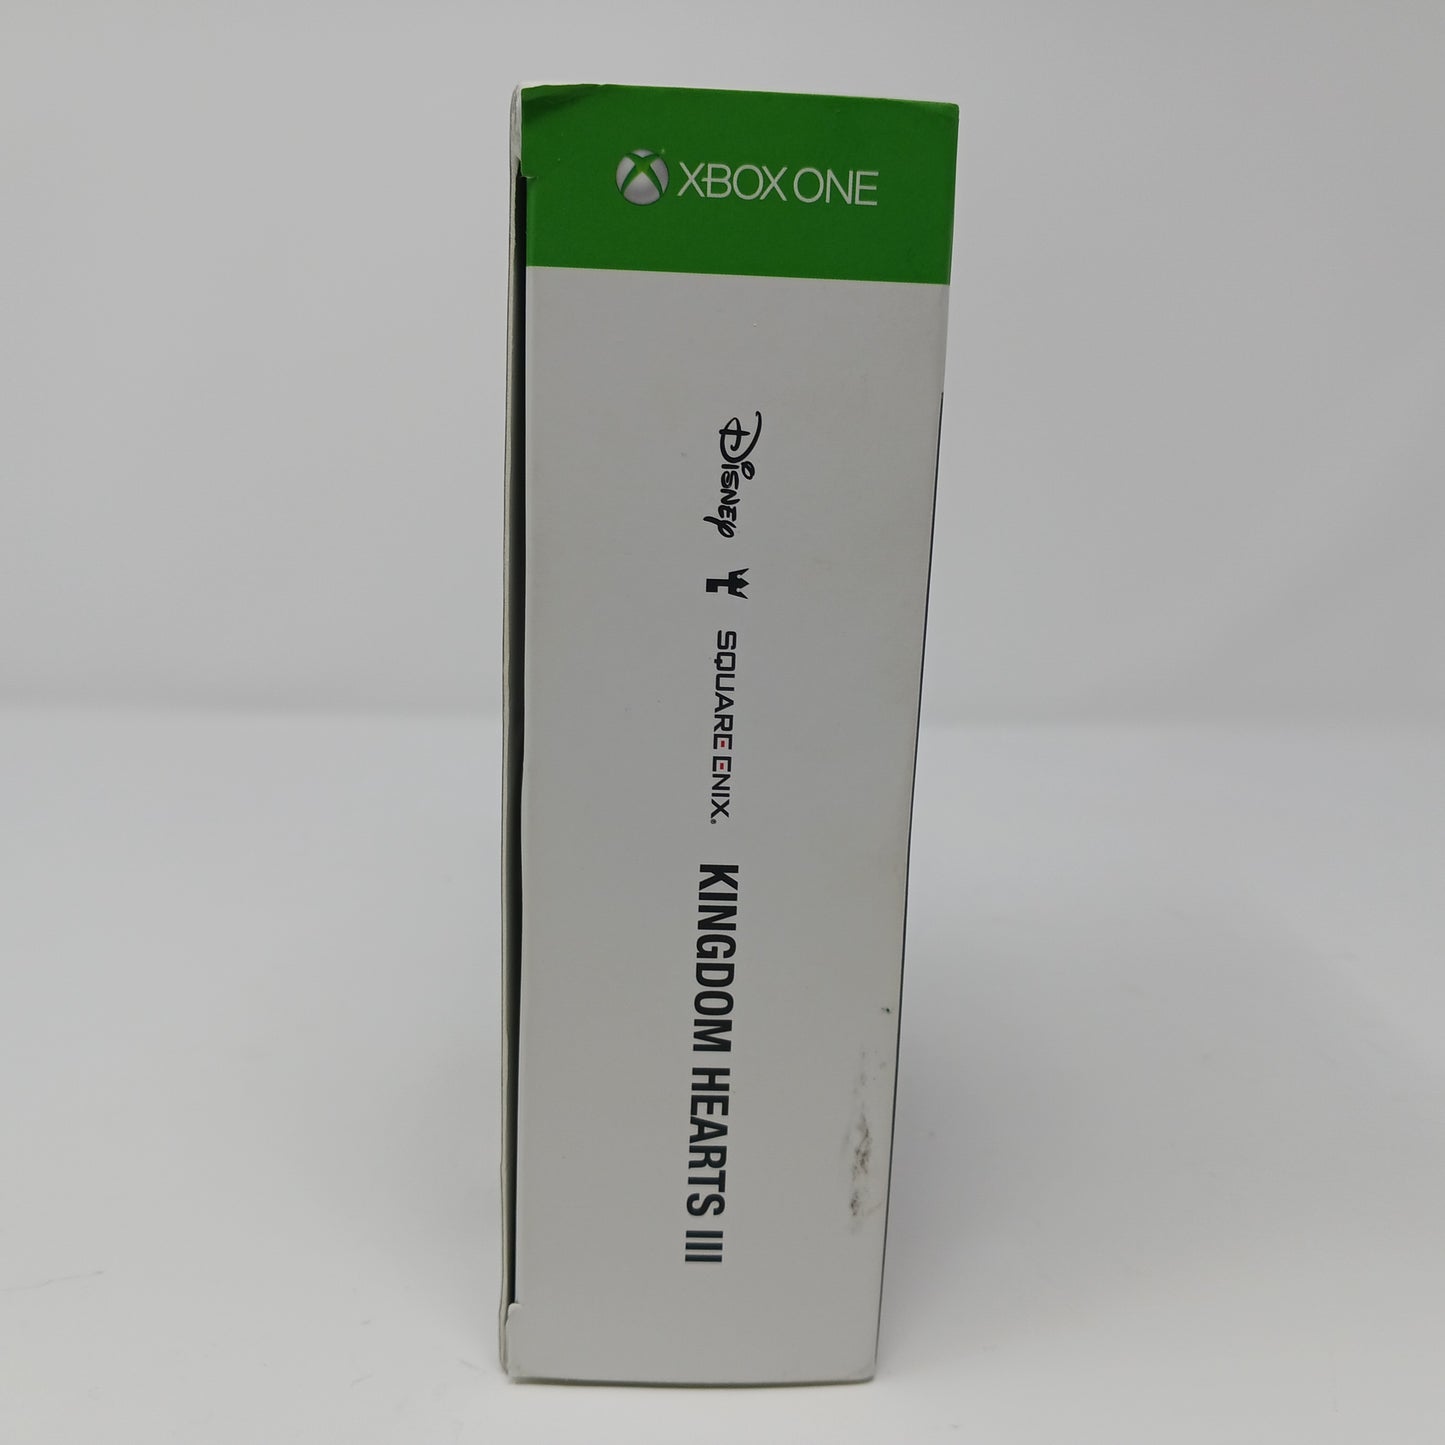 XBOX ONE
Disney
SQUARE ENIX®
KINGDOM HEARTS III